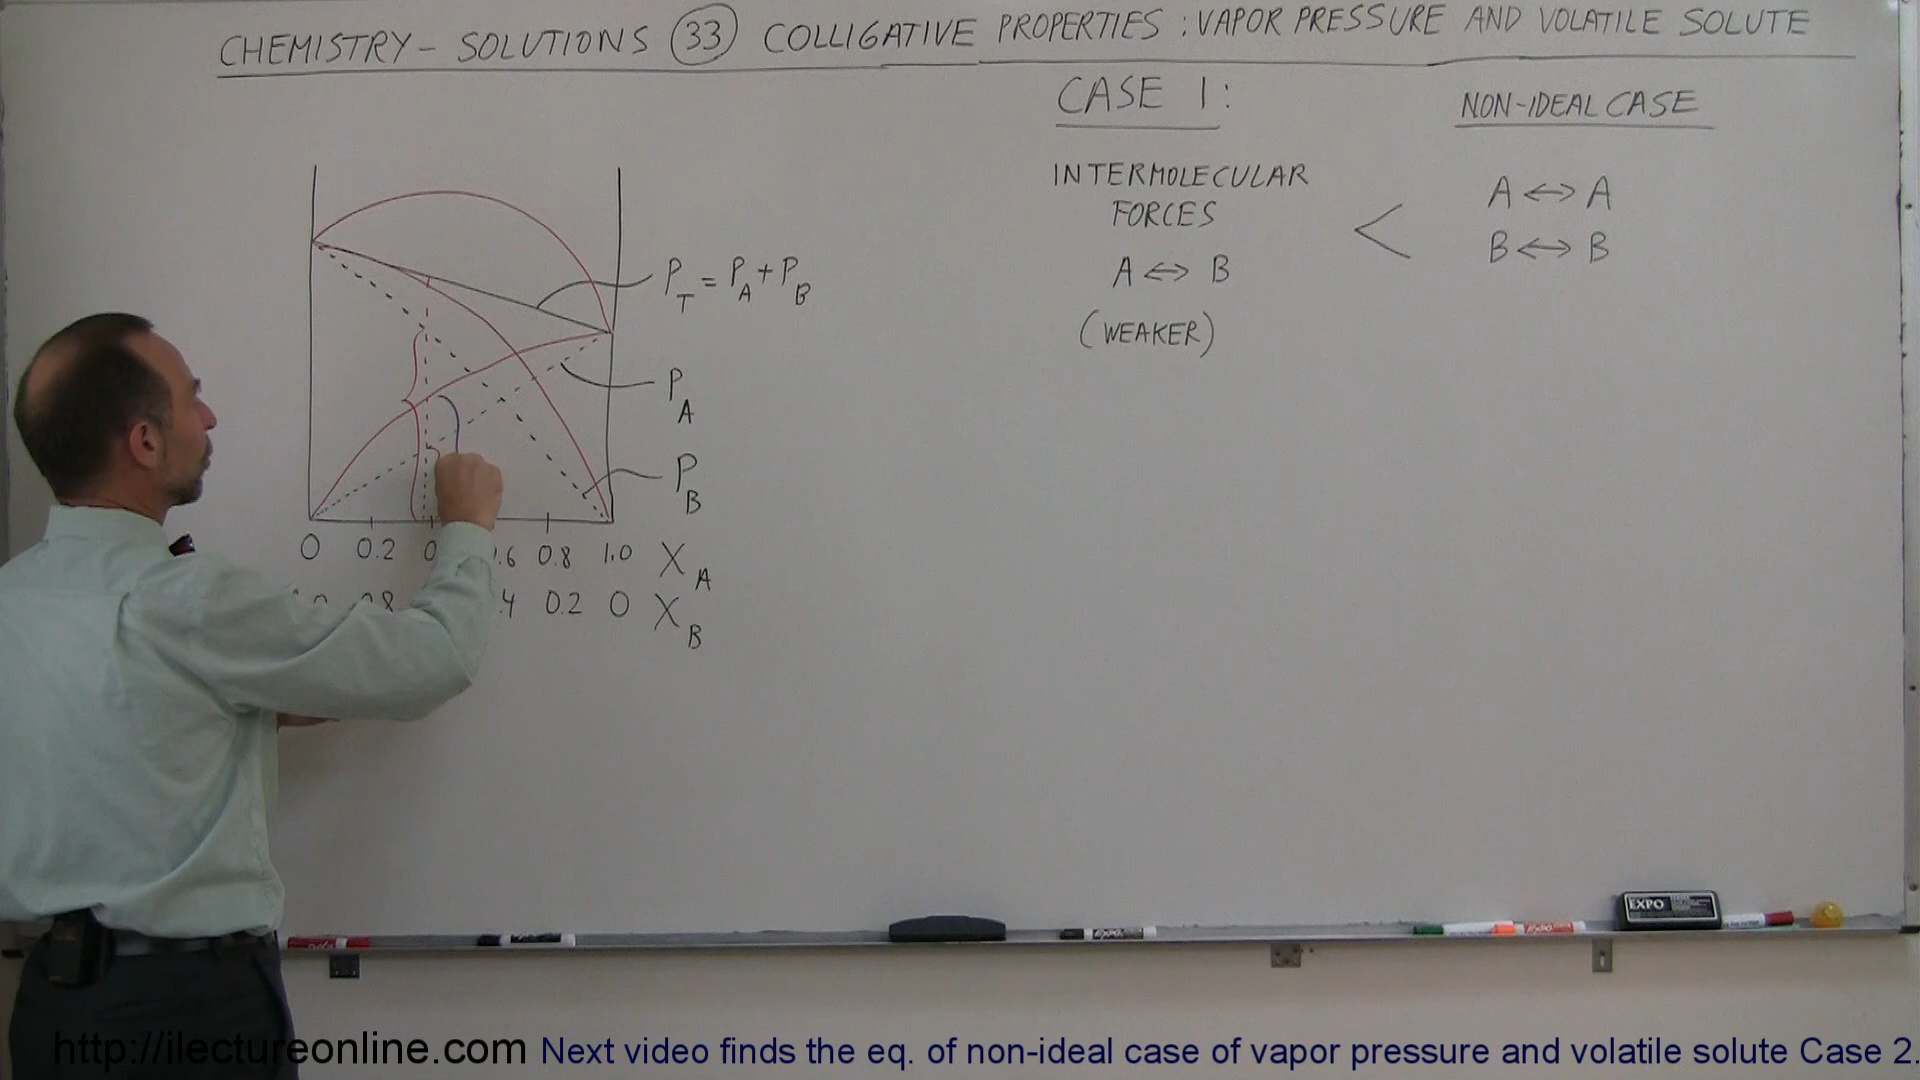 CHEMISTRY - SOLUTIONS 33 COLLIGATIVE PROPERTIES : VAPOR PRESSURE AND VOLATILE SOLUTE
CASE 1:
NON-IDEAL CASE
INTERMOLECULAR
FORCES
A ↔ B
(WEAKER)
<
A ↔ A
B ↔ B
P_T = P_A + P_B
P_A
P_B
0 0.2 0.8 1.0 X_A
0.2 0 X_B
EXPO
http://ilectureonline.com Next video finds the eq. of non-ideal case of vapor pressure and volatile solute Case 2.